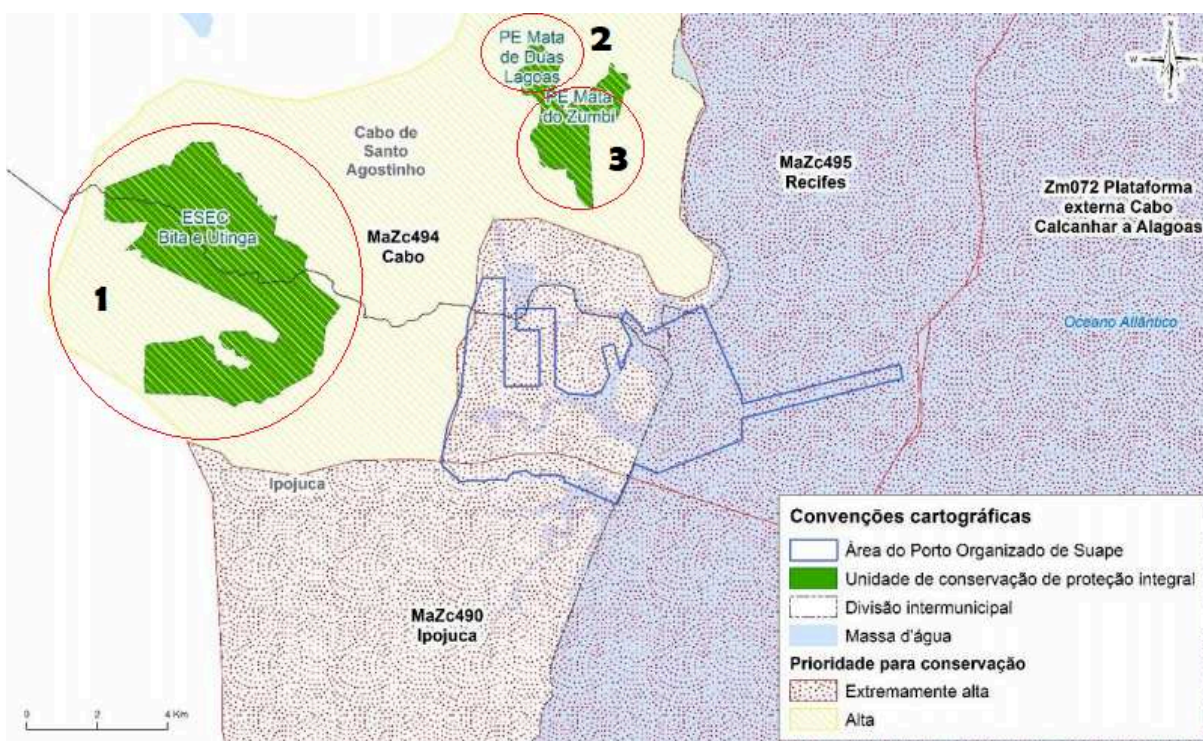 PE Mata
de Duas
Lagoas
2
PE Mata
do Zumbi
3
Cabo de
Santo
Agostinho
ESEC
Bita e Utinga
1
MaZc494
Cabo
MaZc495
Recifes
Zm072 Plataforma
externa Cabo
Calcanhar a Alagoas
Oceano Atlântico
Ipojuca
MaZc490
Ipojuca
N
W
E
S
0 2 4 Km
Convenções cartográficas
Área do Porto Organizado de Suape
Unidade de conservação de proteção integral
Divisão intermunicipal
Massa d'água
Prioridade para conservação
Extremamente alta
Alta